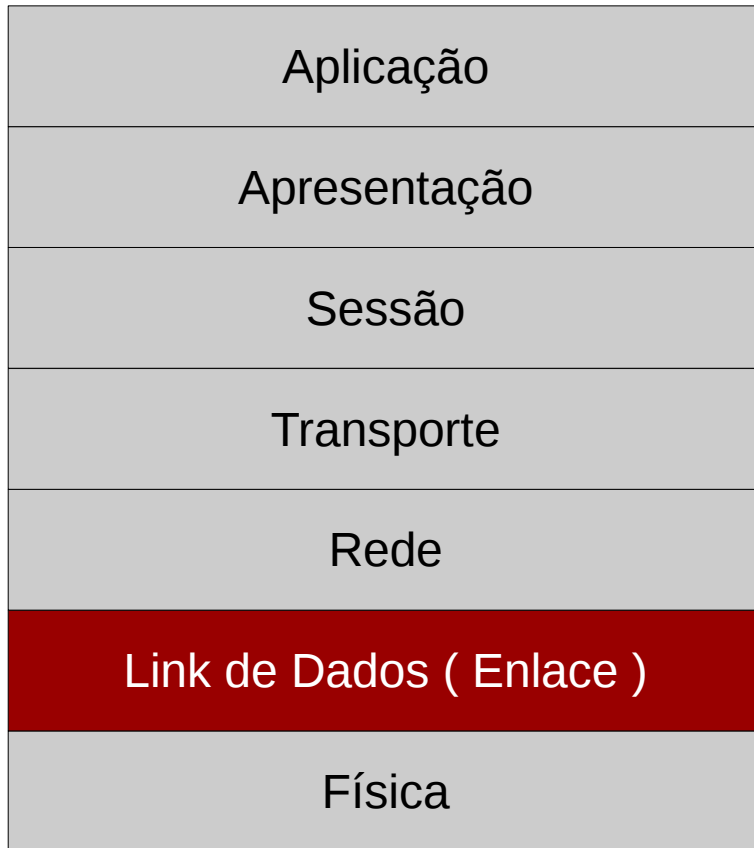 Aplicação
Apresentação
Sessão
Transporte
Rede
Link de Dados ( Enlace )
Física